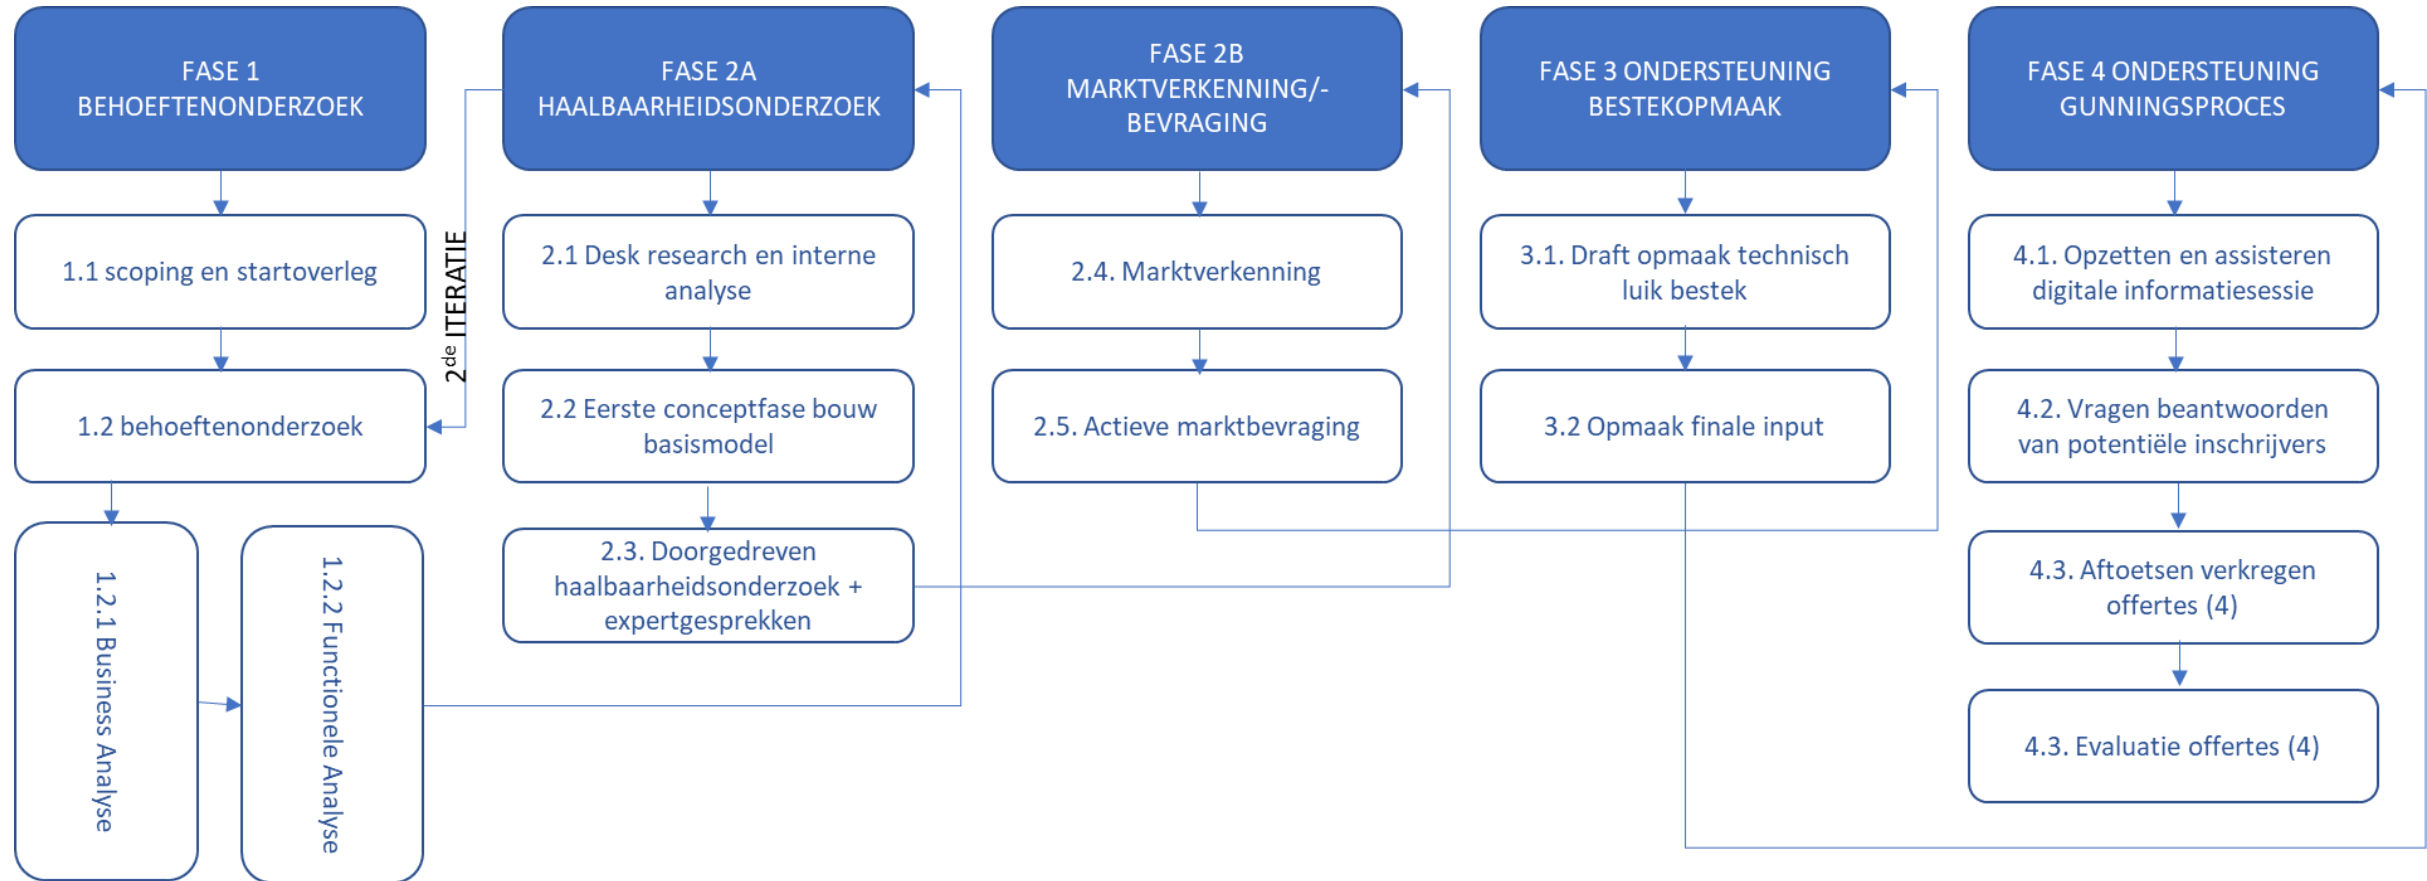 FASE 1
BEHOEFTENONDERZOEK
1.1 scoping en startoverleg
1.2 behoeftenonderzoek
1.2.1 Business Analyse
1.2.2 Functionele Analyse
2de ITERATIE
FASE 2A
HAALBAARHEIDSONDERZOEK
2.1 Desk research en interne
analyse
2.2 Eerste conceptfase bouw
basismodel
2.3. Doorgedreven
haalbaarheidsonderzoek +
expertgesprekken
FASE 2B
MARKTVERKENNING/-
BEVRAGING
2.4. Marktverkenning
2.5. Actieve marktbevraging
FASE 3 ONDERSTEUNING
BESTEKOPMAAK
3.1. Draft opmaak technisch
luik bestek
3.2 Opmaak finale input
FASE 4 ONDERSTEUNING
GUNNINGSPROCES
4.1. Opzetten en assisteren
digitale informatiesessie
4.2. Vragen beantwoorden
van potentiële inschrijvers
4.3. Aftoetsen verkregen
offertes (4)
4.3. Evaluatie offertes (4)